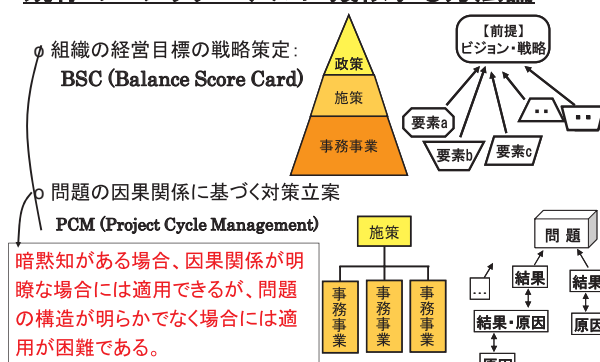 組織の経営目標の戦略策定：
BSC (Balance Score Card)
政策
施策
事務事業
【前提】
ビジョン・戦略
要素a
要素b
要素c
問題の因果関係に基づく対策立案
PCM (Project Cycle Management)
暗黙知がある場合、因果関係が明
瞭な場合には適用できるが、問題
の構造が明らかでなく場合には適
用が困難である。
施策
事務事業
事務事業
事務事業
問題
...
結果
結果
結果・原因
原因
原因